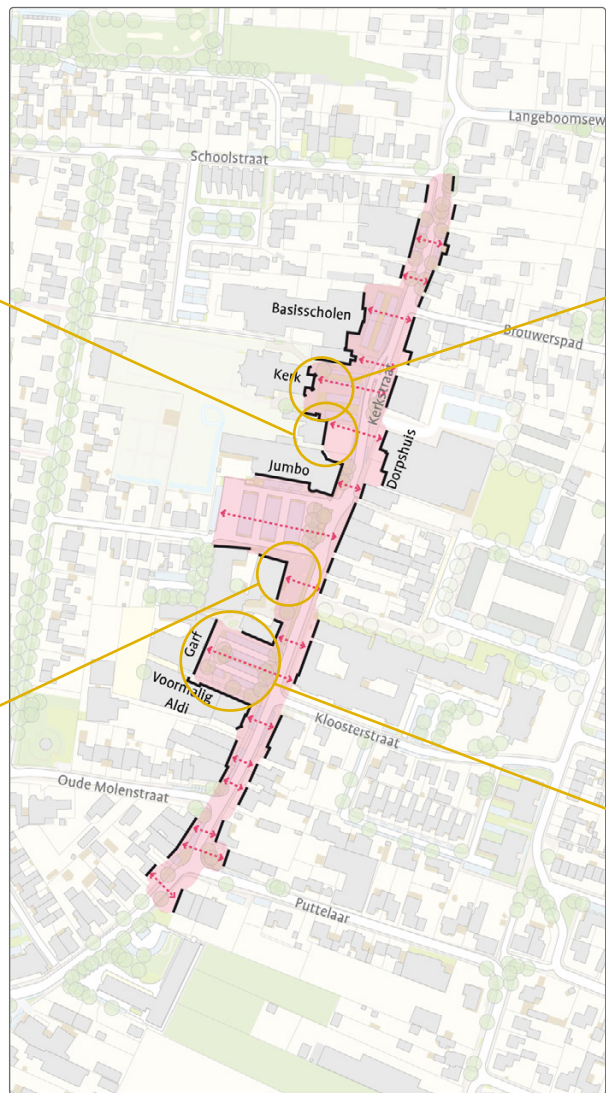 Langeboomsew
Schoolstraat
Basisscholen
Brouwerspad
Kerk
Kerkstraat
Dorpshuis
Jumbo
Garf
Voormalig
Aldi
Kloosterstraat
Oude Molenstraat
Puttelaar